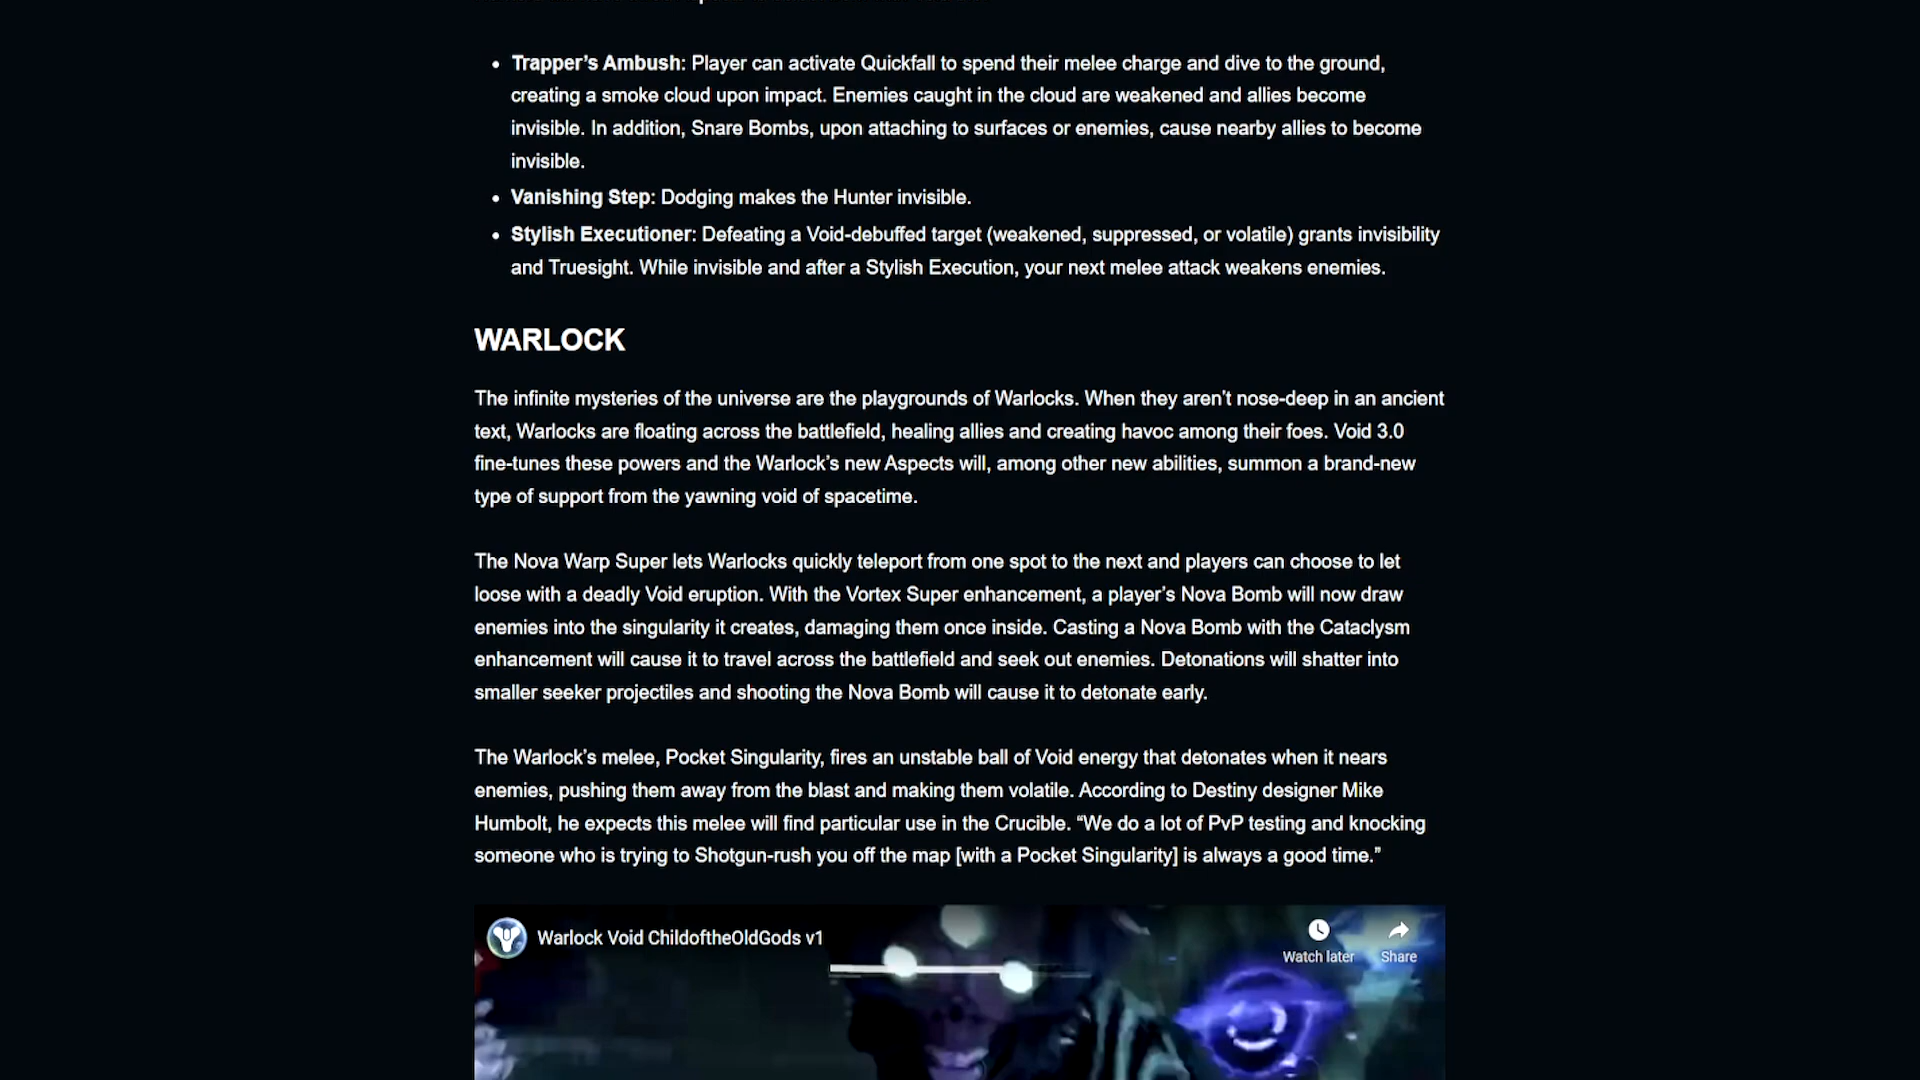 Trapper’s Ambush: Player can activate Quickfall to spend their melee charge and dive to the ground,
creating a smoke cloud upon impact. Enemies caught in the cloud are weakened and allies become
invisible. In addition, Snare Bombs, upon attaching to surfaces or enemies, cause nearby allies to become
invisible.
Vanishing Step: Dodging makes the Hunter invisible.
Stylish Executioner: Defeating a Void-debuffed target (weakened, suppressed, or volatile) grants invisibility
and Truesight. While invisible and after a Stylish Execution, your next melee attack weakens enemies.
WARLOCK
The infinite mysteries of the universe are the playgrounds of Warlocks. When they aren’t nose-deep in an ancient
text, Warlocks are floating across the battlefield, healing allies and creating havoc among their foes. Void 3.0
fine-tunes these powers and the Warlock’s new Aspects will, among other new abilities, summon a brand-new
type of support from the yawning void of spacetime.
The Nova Warp Super lets Warlocks quickly teleport from one spot to the next and players can choose to let
loose with a deadly Void eruption. With the Vortex Super enhancement, a player’s Nova Bomb will now draw
enemies into the singularity it creates, damaging them once inside. Casting a Nova Bomb with the Cataclysm
enhancement will cause it to travel across the battlefield and seek out enemies. Detonations will shatter into
smaller seeker projectiles and shooting the Nova Bomb will cause it to detonate early.
The Warlock’s melee, Pocket Singularity, fires an unstable ball of Void energy that detonates when it nears
enemies, pushing them away from the blast and making them volatile. According to Destiny designer Mike
Humbolt, he expects this melee will find particular use in the Crucible. “We do a lot of PvP testing and knocking
someone who is trying to Shotgun-rush you off the map [with a Pocket Singularity] is always a good time.”
Warlock Void ChildoftheOldGods v1
Watch later
Share